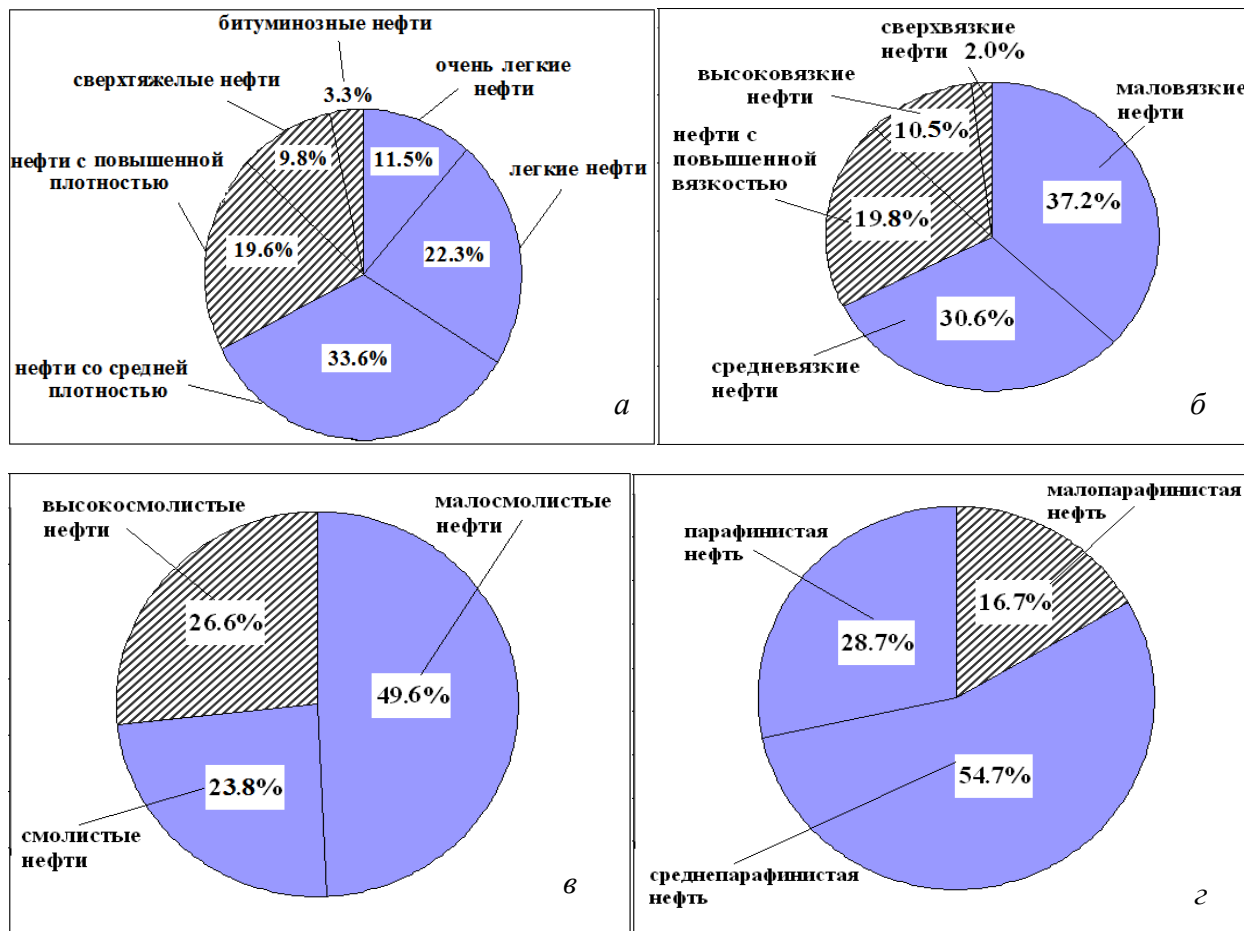 битуминозные нефти
сверхтяжелые нефти
3.3%
очень легкие
нефти
9.8%
11.5%
нефти с повышенной
плотностью
легкие нефти
19.6%
22.3%
33.6%
нефти со средней
плотностью
а
сверхвязкие
нефти
2.0%
высоковязкие
нефти
маловязкие
нефти
10.5%
нефти с
повышенной
вязкостью
19.8%
37.2%
30.6%
средневязкие
нефти
б
высокосмолистые
нефти
малосмолистые
нефти
26.6%
49.6%
23.8%
смолистые
нефти
в
малопарафинистая
нефть
парафинистая
нефть
16.7%
28.7%
54.7%
среднепарафинистая
нефть
г